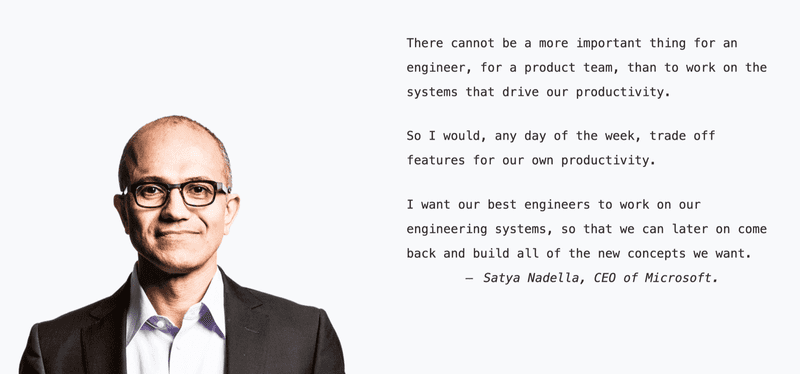 There cannot be a more important thing for an
engineer, for a product team, than to work on the
systems that drive our productivity.
So I would, any day of the week, trade off
features for our own productivity.
I want our best engineers to work on our
engineering systems, so that we can later on come
back and build all of the new concepts we want.
— Satya Nadella, CEO of Microsoft.